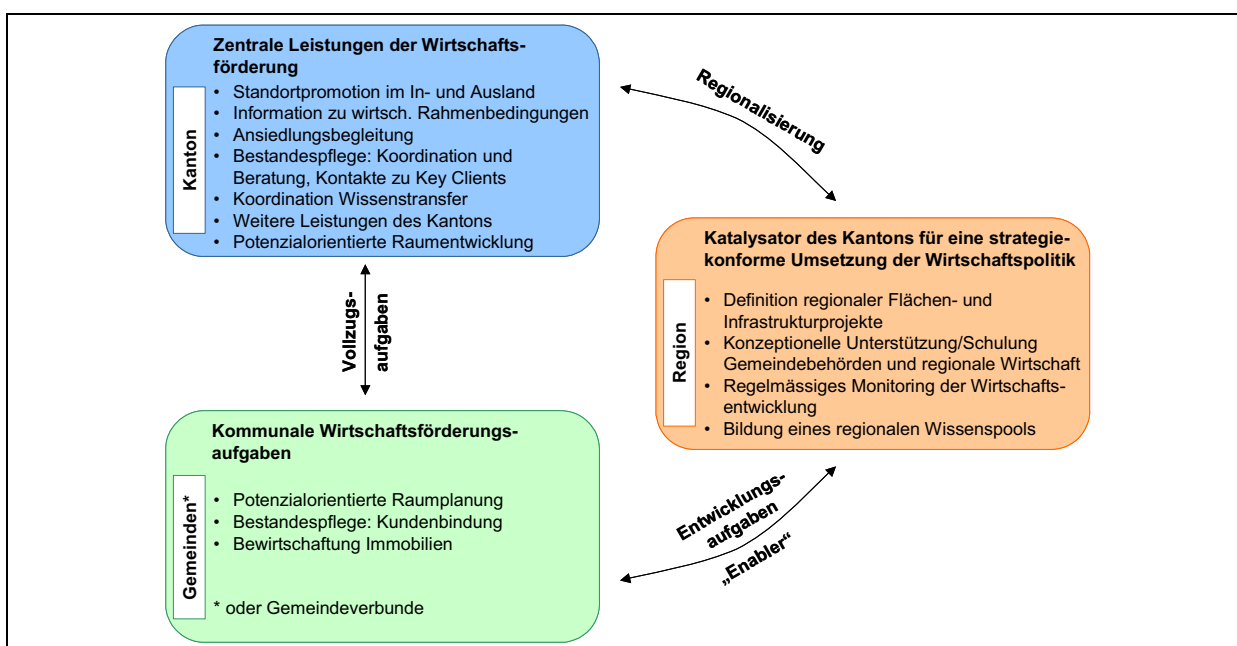 Zentrale Leistungen der Wirtschafts-
förderung
Kanton
• Standortpromotion im In- und Ausland
• Information zu wirtsch. Rahmenbedingungen
• Ansiedlungsbegleitung
• Bestandespflege: Koordination und
Beratung, Kontakte zu Key Clients
• Koordination Wissenstransfer
• Weitere Leistungen des Kantons
• Potenzialorientierte Raumentwicklung
Regionalisierung
Katalysator des Kantons für eine strategie-
konforme Umsetzung der Wirtschaftspolitik
Region
• Definition regionaler Flächen- und
Infrastrukturprojekte
• Konzeptionelle Unterstützung/Schulung
Gemeindebehörden und regionale Wirtschaft
• Regelmässiges Monitoring der Wirtschafts-
entwicklung
• Bildung eines regionalen Wissenspools
Vollzugs-
aufgaben
Kommunale Wirtschaftsförderungs-
aufgaben
Gemeinden*
• Potenzialorientierte Raumplanung
• Bestandespflege: Kundenbindung
• Bewirtschaftung Immobilien
* oder Gemeindeverbunde
Entwicklungs-
aufgaben
„Enabler“